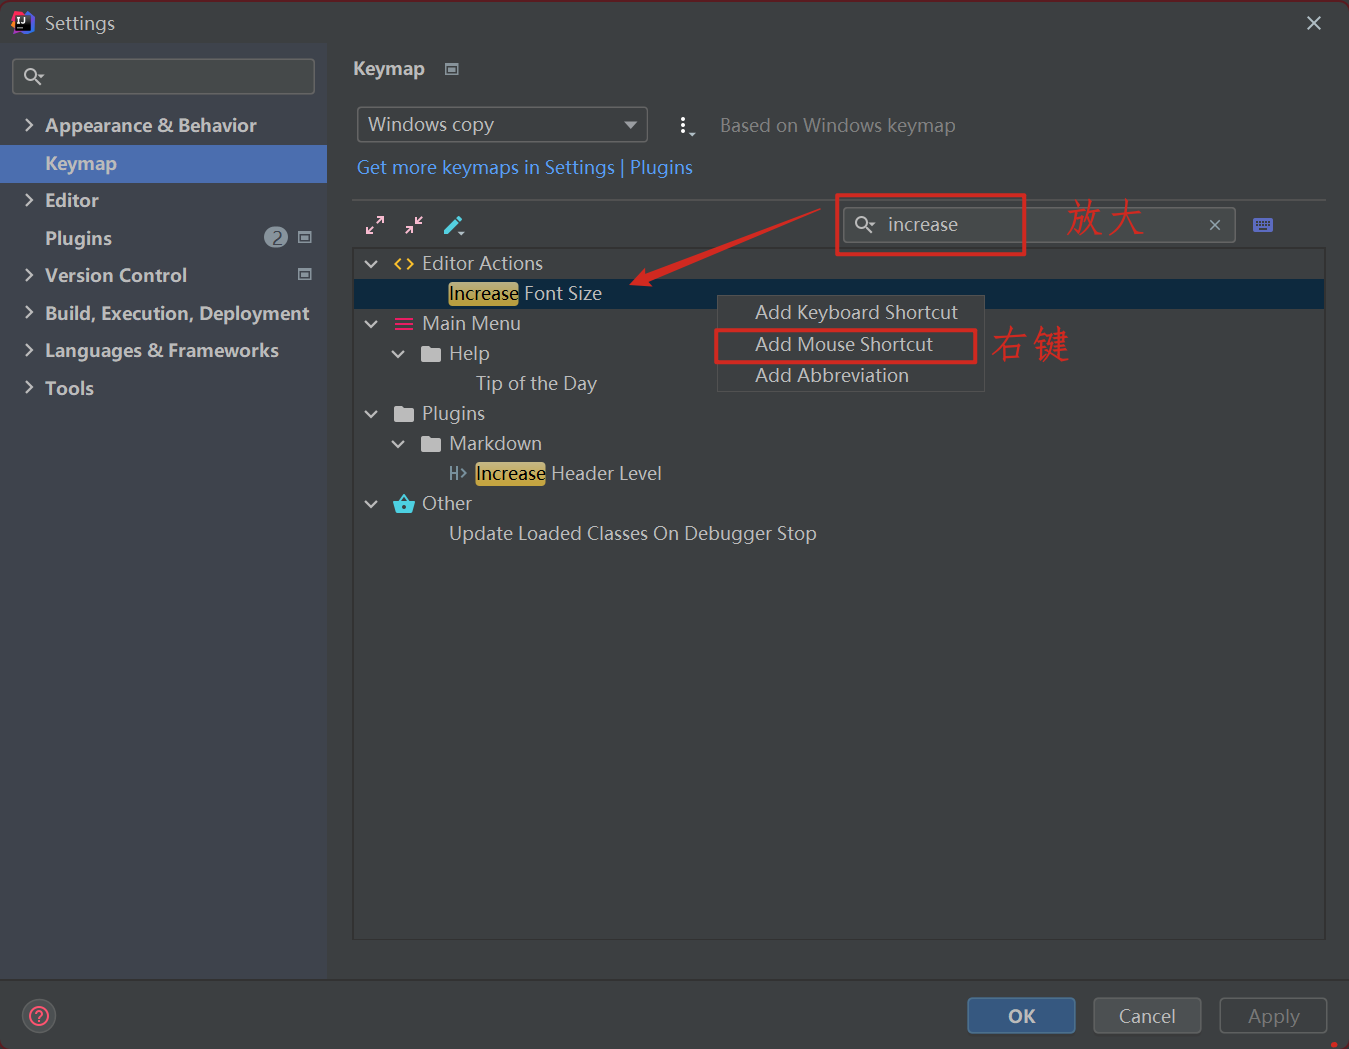 Settings
Appearance & Behavior
Keymap
Editor
Plugins
2
Version Control
Build, Execution, Deployment
Languages & Frameworks
Tools
Keymap
Windows copy
Based on Windows keymap
Get more keymaps in Settings | Plugins
increase
放大
Editor Actions
Increase Font Size
Main Menu
Help
Tip of the Day
Plugins
Markdown
H> Increase Header Level
Other
Update Loaded Classes On Debugger Stop
Add Keyboard Shortcut
Add Mouse Shortcut
右键
Add Abbreviation
?
OK
Cancel
Apply